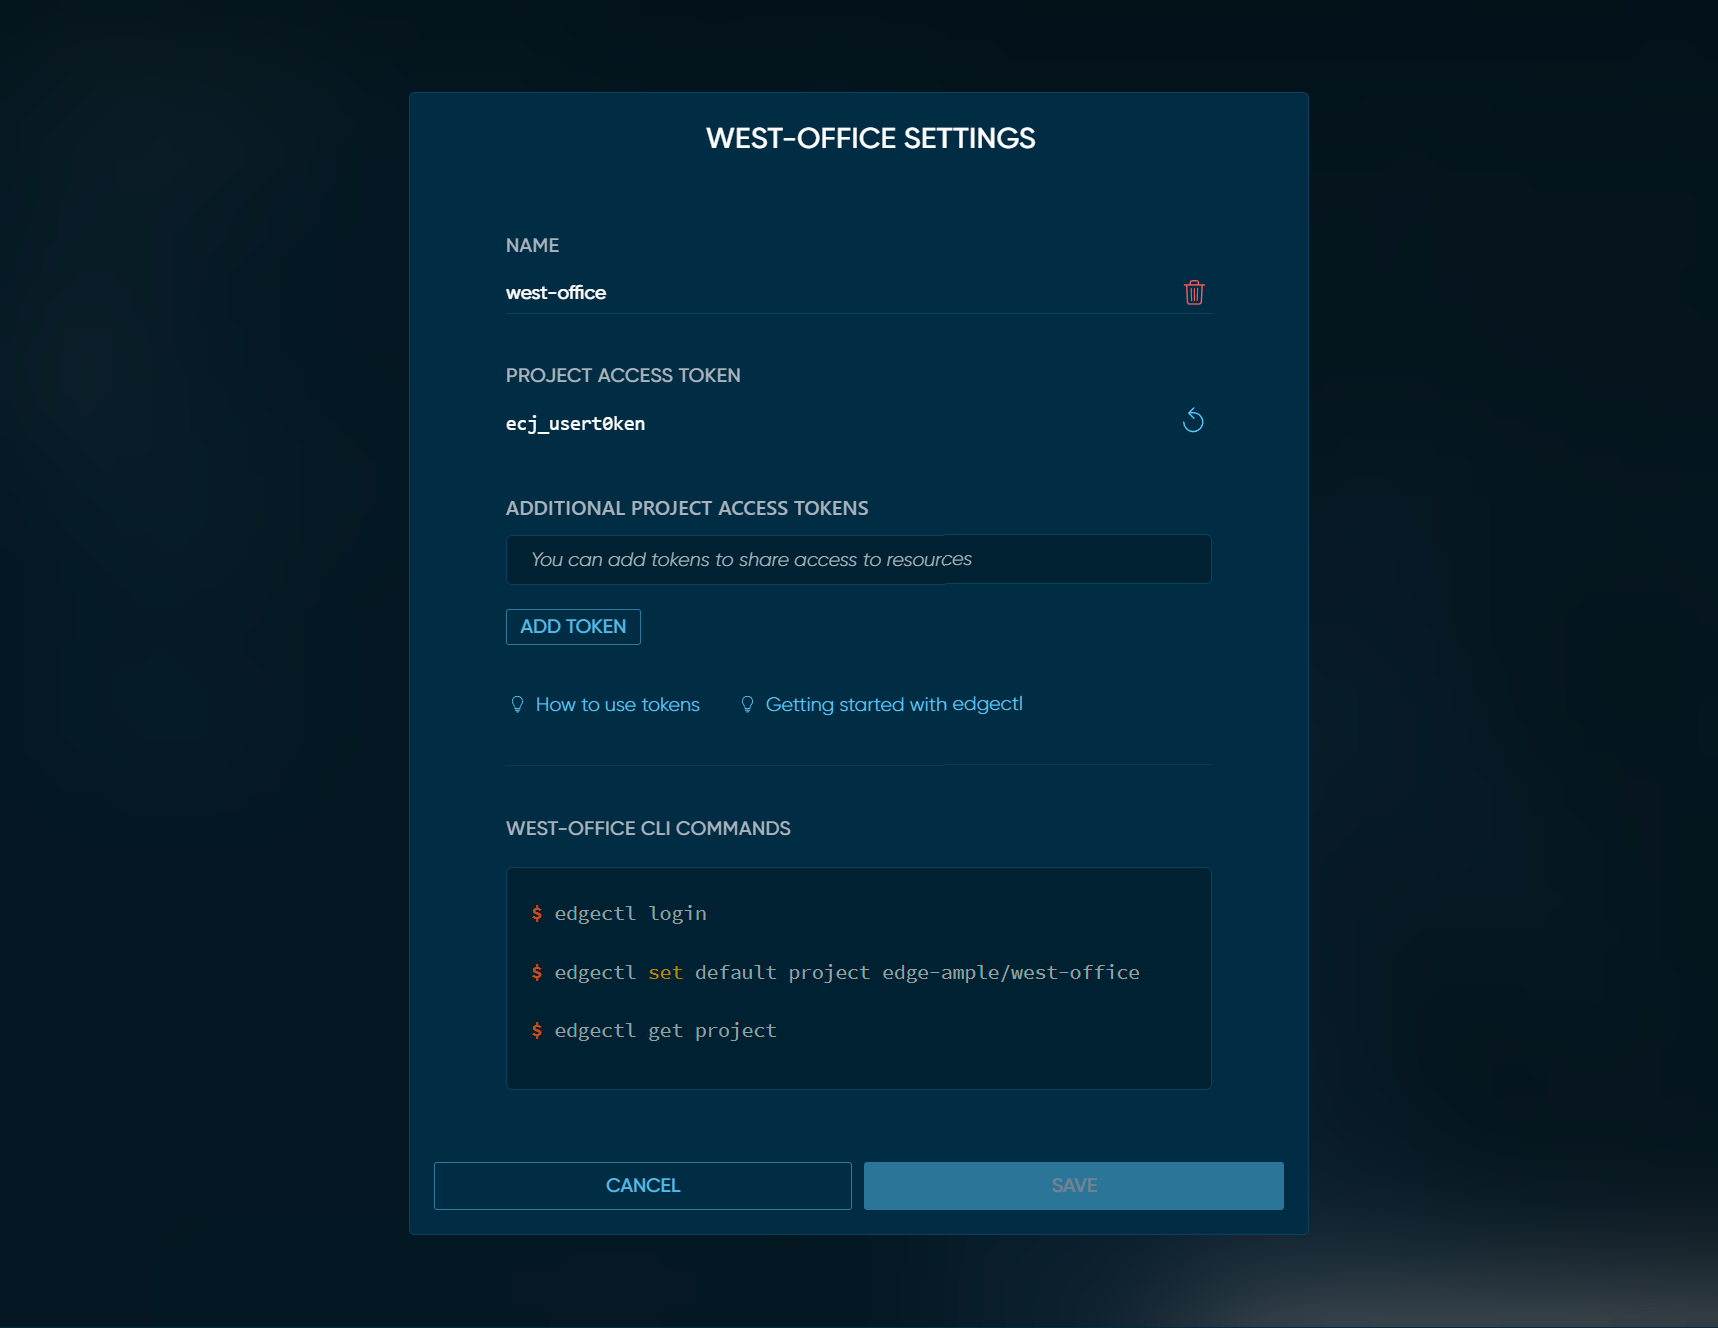 WEST-OFFICE SETTINGS
NAME
west-office
PROJECT ACCESS TOKEN
ecj_usert0ken
ADDITIONAL PROJECT ACCESS TOKENS
You can add tokens to share access to resources
ADD TOKEN
How to use tokens Getting started with edgectl
WEST-OFFICE CLI COMMANDS
$ edgectl login
$ edgectl set default project edge-ample/west-office
$ edgectl get project
CANCEL SAVE